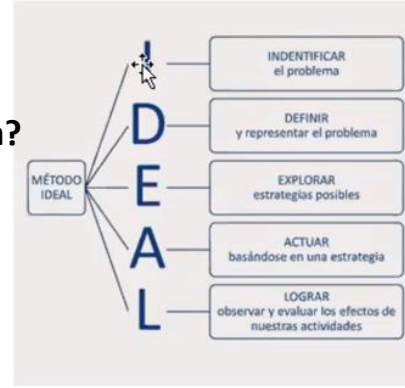 ?
MÉTODO
IDEAL
I
INDENTIFICAR
el problema
D
DEFINIR
y representar el problema
E
EXPLORAR
estrategias posibles
A
ACTUAR
basándose en una estrategia
L
LOGRAR
observar y evaluar los efectos de
nuestras actividades